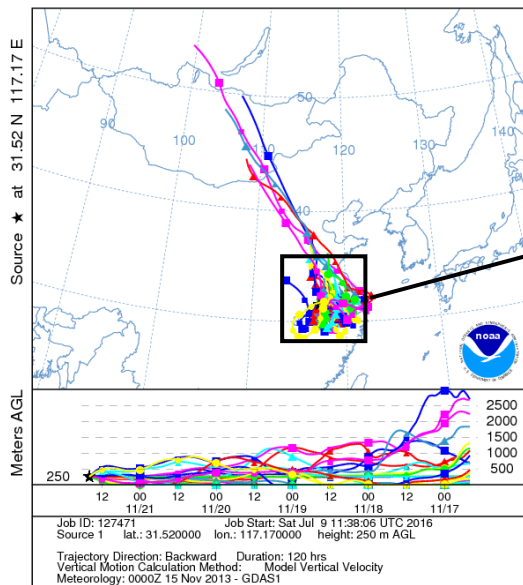 Source ★ at 31.52 N 117.17 E
90
100
110
120
130
140
150
50
40
noaa
Meters AGL
2500
2000
1500
1000
500
250
12 00 12 00 12 00 12 00 12 00
11/21 11/20 11/19 11/18 11/17
Job ID: 127471 Job Start: Sat Jul 9 11:38:06 UTC 2016
Source 1 lat.: 31.520000 lon.: 117.170000 height: 250 m AGL
Trajectory Direction: Backward Duration: 120 hrs
Vertical Motion Calculation Method: Model Vertical Velocity
Meteorology: 0000Z 15 Nov 2013 - GDAS1